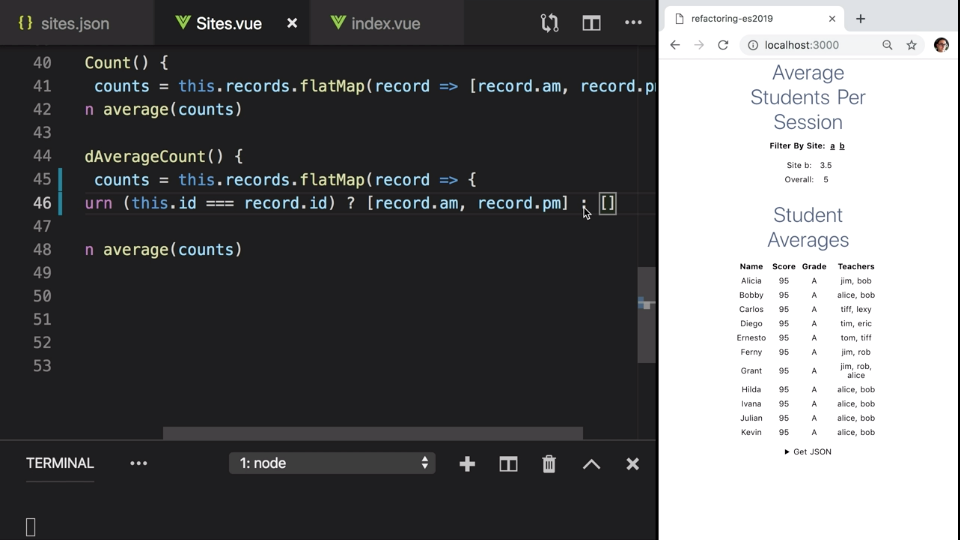 {} sites.json
Sites.vue
index.vue
refactoring-es2019
localhost:3000
40 Count() {
41 counts = this.records.flatMap(record => [record.am, record.p
42 n average(counts)
43
44 dAverageCount() {
45 counts = this.records.flatMap(record => {
46 urn (this.id === record.id) ? [record.am, record.pm] : []
47
48 n average(counts)
49
50
51
52
53
TERMINAL
1: node
Average
Students Per
Session
Filter By Site: a b
Site b: 3.5
Overall: 5
Student
Averages
Name Score Grade Teachers
Alicia 95 A jim, bob
Bobby 95 A alice, bob
Carlos 95 A tiff, lexy
Diego 95 A tim, eric
Ernesto 95 A tom, tiff
Ferny 95 A jim, rob
Grant 95 A jim, rob,
alice
Hilda 95 A alice, bob
Ivana 95 A alice, bob
Julian 95 A alice, bob
Kevin 95 A alice, bob
Get JSON